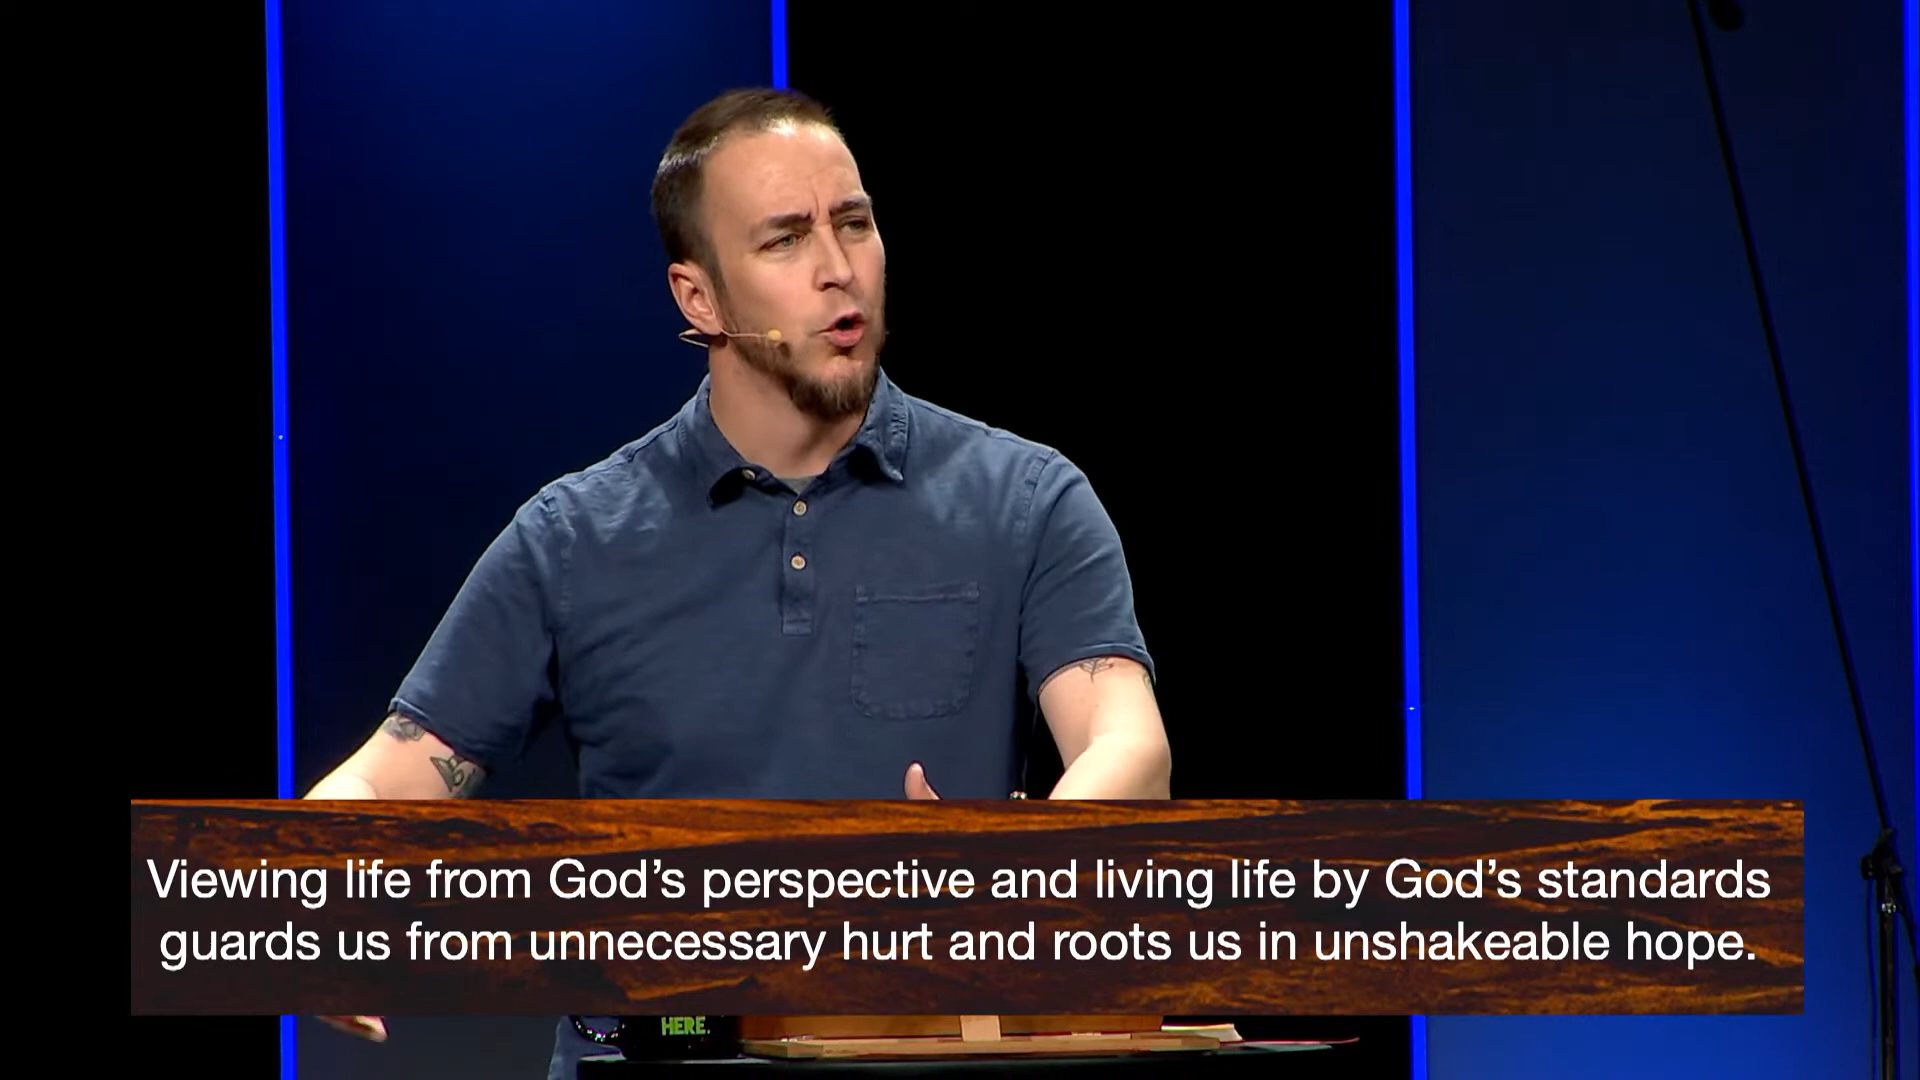 Viewing life from God’s perspective and living life by God’s standards
guards us from unnecessary hurt and roots us in unshakeable hope.
HERE.